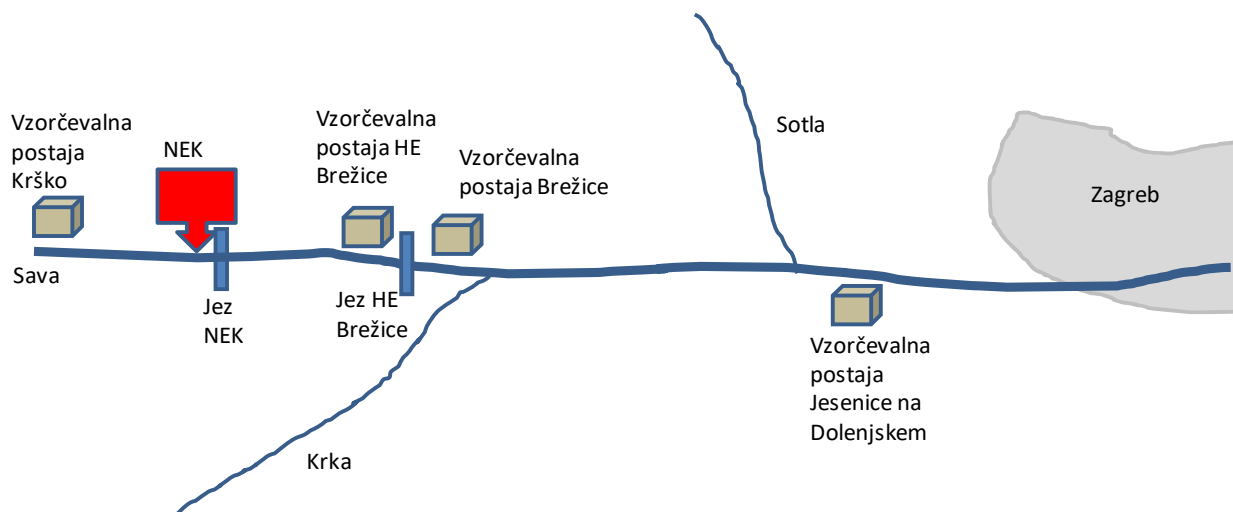 Vzorčevalna
postaja
Krško
NEK
Vzorčevalna
postaja HE
Brežice
Vzorčevalna
postaja Brežice
Sotla
Zagreb
Sava
Jez
NEK
Jez HE
Brežice
Vzorčevalna
postaja
Jesenice na
Dolenjskem
Krka